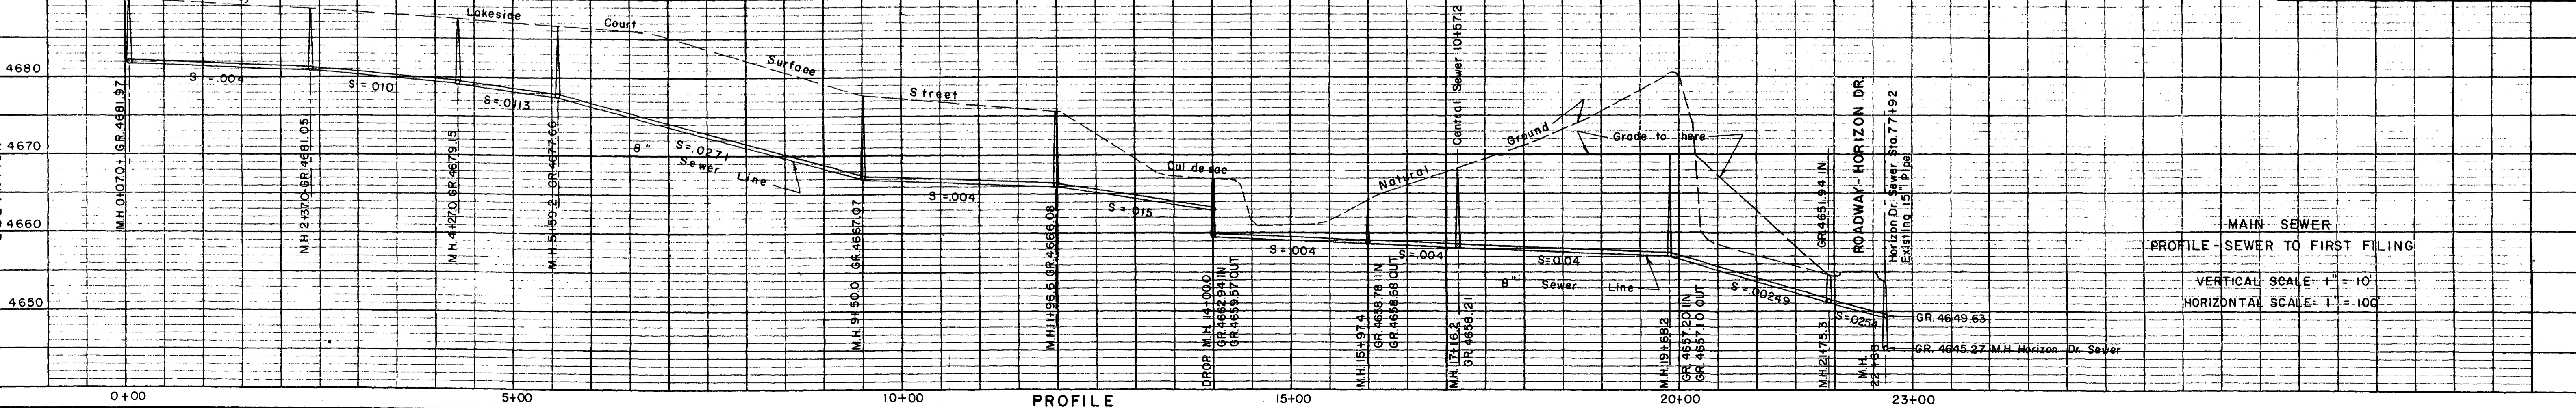 Lakeside Court
Surface
Street
Cul de sac
Natural Ground
Grade to here
4680
4670
4660
4650
S = .004
S = .010
S = .0113
S = .0271
8" Sewer Line
S = .004
S = .015
S = .004
S = .004
S = .004
8" Sewer Line
S = .00249
S = .0254
M.H. 0+07.0 - GR. 4681.97
M.H. 2+37.0 - GR. 4681.05
M.H. 4+27.0 GR. 4679.15
M.H. 5+59.2 GR. 4677.66
M.H. 9+50.0 GR. 4667.07
M.H. 11+96.6 GR. 4666.08
DROP M.H. 14+00.0
GR. 4662.94 IN
GR. 4659.57 OUT
M.H. 15+97.4
GR. 4658.78 IN
GR. 4658.68 OUT
M.H. 17+16.2
GR. 4658.21
Central Sewer 10+57.2
M.H. 19+68.2
GR. 4657.20 IN
GR. 4657.10 OUT
M.H. 21+75.3
GR. 4651.94 IN
M.H.
ROADWAY - HORIZON DR.
Horizon Dr. Sewer Sta. 77+92
Existing 15" Pipe
GR. 4649.63
GR. 4645.27 M.H. Horizon Dr. Sewer
MAIN SEWER
PROFILE - SEWER TO FIRST FILING
VERTICAL SCALE: 1" = 10'
HORIZONTAL SCALE: 1" = 100'
0+00
5+00
10+00
PROFILE
15+00
20+00
23+00